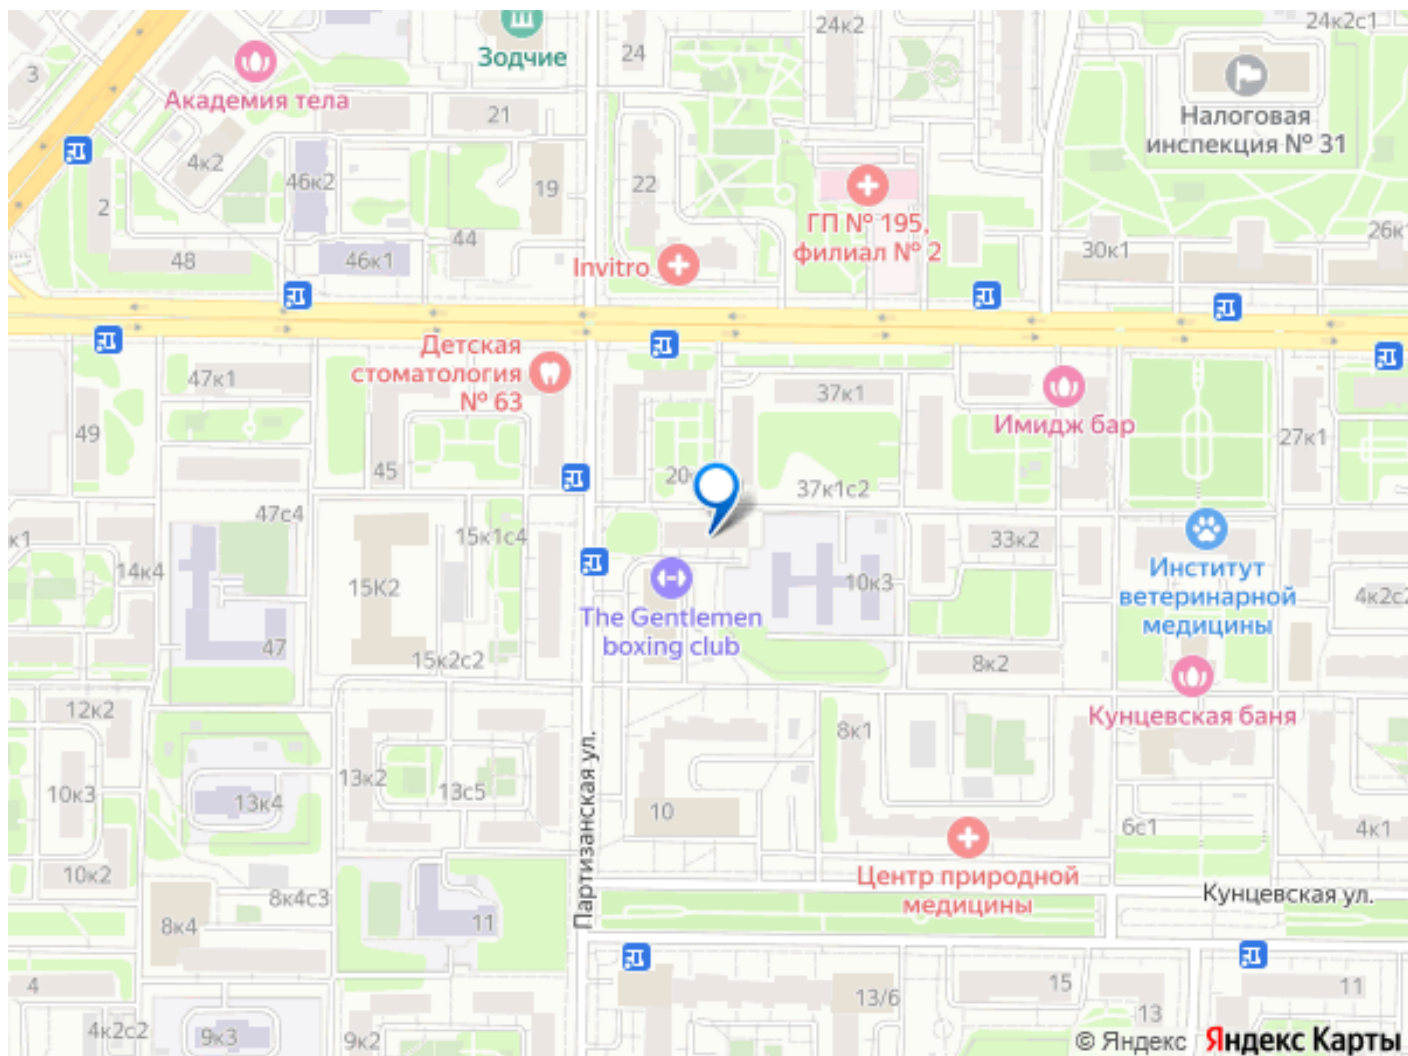 24к2
24к2с1
3
Зодчие
24
Академия тела
21
Налоговая
инспекция № 31
4к2
46к2
19
22
2
ГП № 195,
филиал № 2
44
48
46к1
Invitro
30к1
Детская
стоматология
№ 63
47к1
37к1
Имидж бар
49
27к1
45
37к1с2
47с4
15к1с4
33к2
14к4
15К2
10к3
Институт
ветеринарной
медицины
4к2с2
The Gentlemen
boxing club
47
15к2с2
8к2
12к2
8к1
Кунцевская баня
Партизанская ул.
13к2
13с5
10к3
13к4
10
6с1
4к1
10к2
Центр природной
медицины
8к4с3
Кунцевская ул.
8к4
11
4
13/6
15
11
13
4к2с2
9к3
9к2
© Яндекс Яндекс Карты